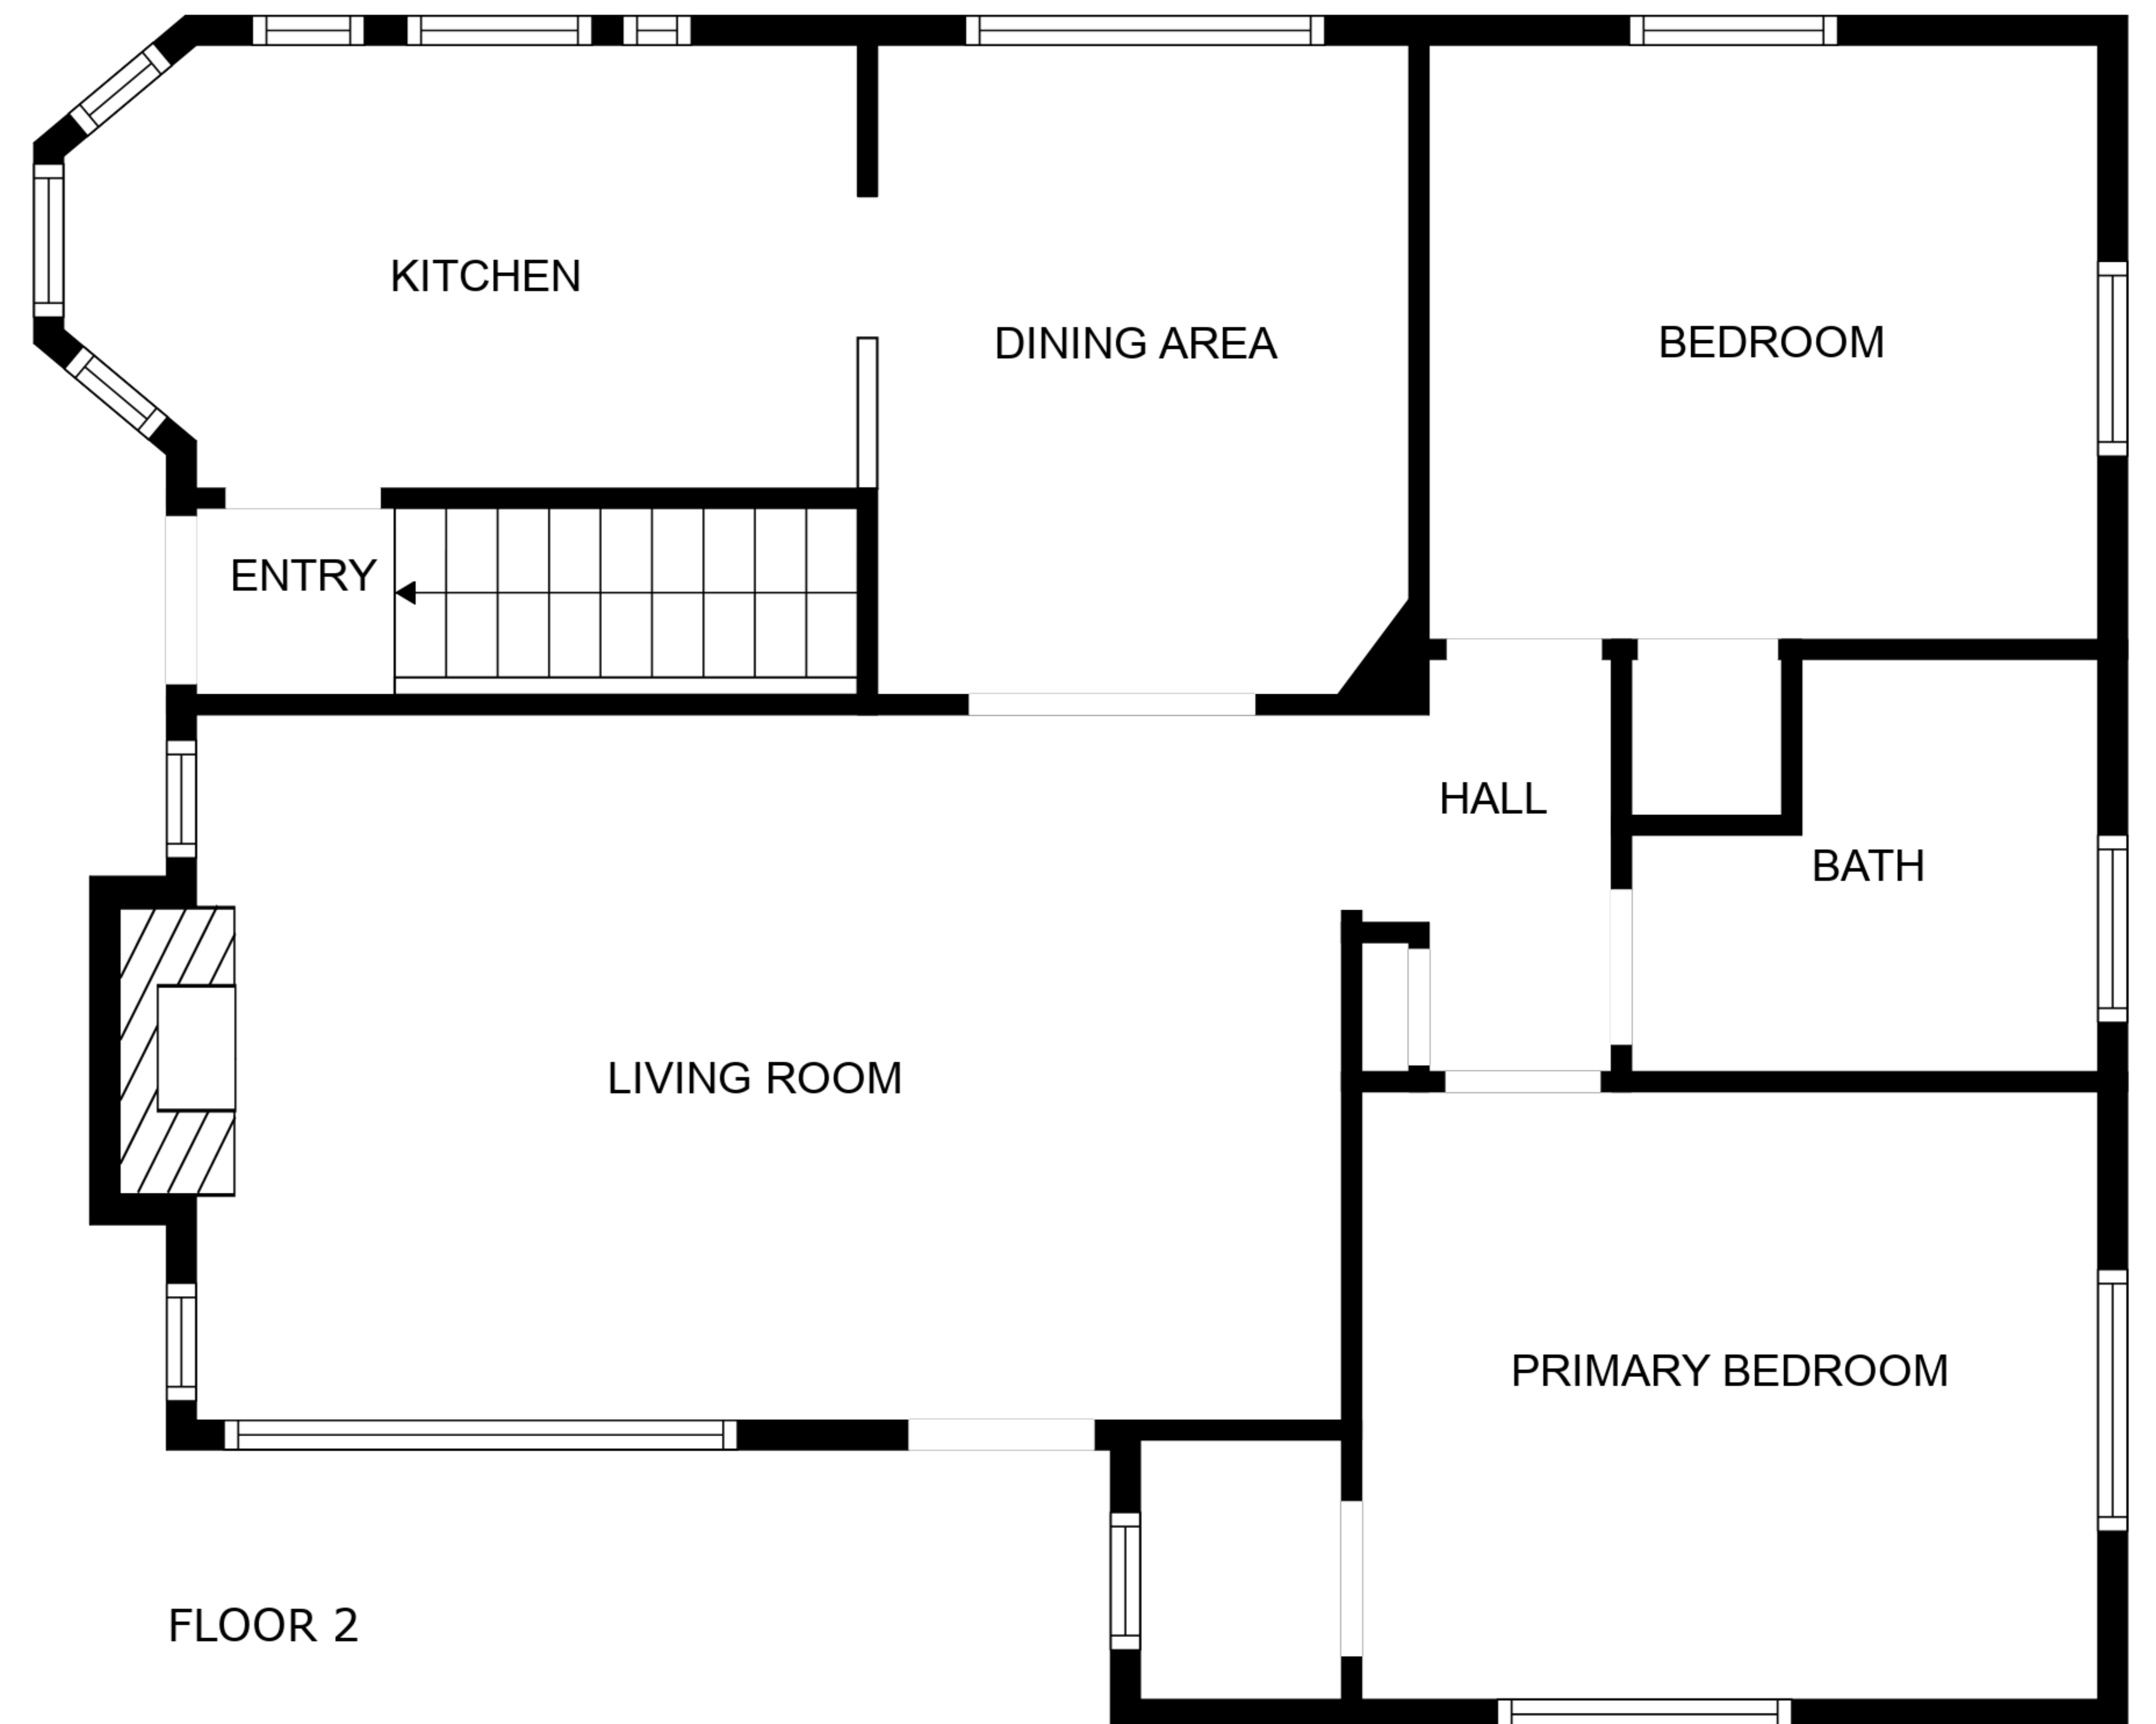 KITCHEN
DINING AREA
BEDROOM
ENTRY
HALL
BATH
LIVING ROOM
PRIMARY BEDROOM
FLOOR 2